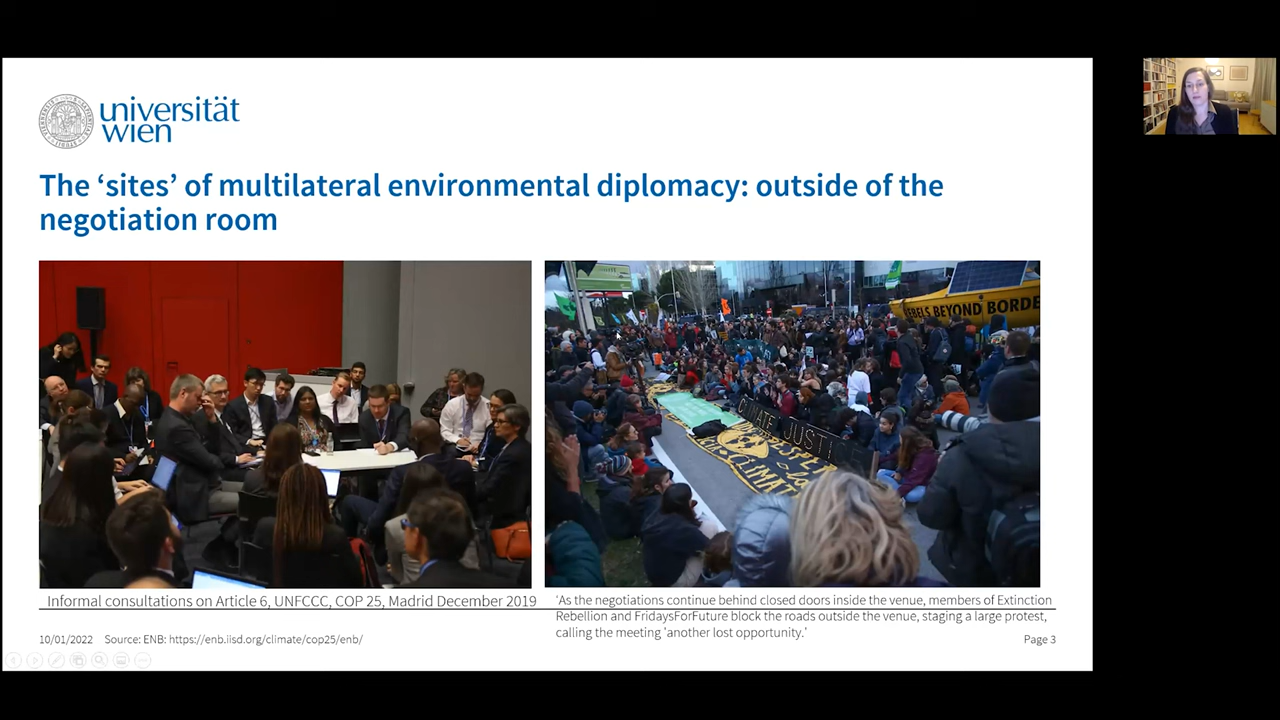 universität
wien
The ‘sites’ of multilateral environmental diplomacy: outside of the
negotiation room
REBELS BEYOND BORDE
CLIMATE JUSTI
CLIMAT
Informal consultations on Article 6, UNFCCC, COP 25, Madrid December 2019
‘As the negotiations continue behind closed doors inside the venue, members of Extinction
Rebellion and FridaysForFuture block the roads outside the venue, staging a large protest,
calling the meeting ‘another lost opportunity.’
10/01/2022 Source: ENB: https://enb.iisd.org/climate/cop25/enb/
Page 3